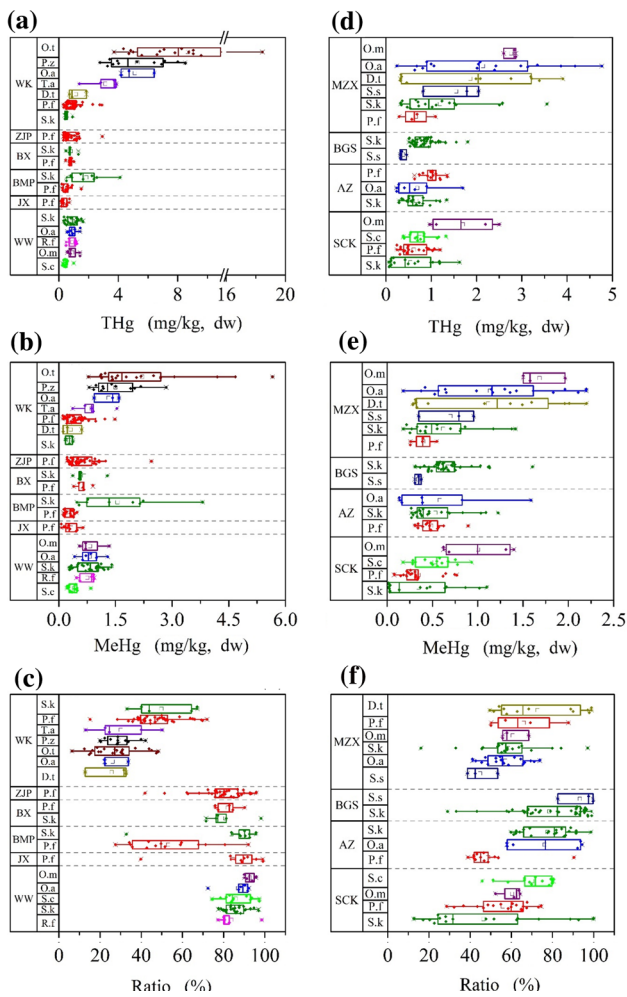 (a)
WK
O.t
P.z
O.a
T.a
D.t
P.f
S.k
ZJP
P.f
BX
S.k
P.f
BMP
S.k
P.f
JX
P.f
WW
S.k
O.a
R.f
O.m
S.c
0 4 8 16 20
THg (mg/kg, dw)
(d)
MZX
O.m
O.a
D.t
S.s
S.k
P.f
BGS
S.k
S.s
AZ
P.f
O.a
S.k
SCK
O.m
S.c
P.f
S.k
0 1 2 3 4 5
THg (mg/kg, dw)
(b)
WK
O.t
P.z
O.a
T.a
P.f
D.t
S.k
ZJP
P.f
BX
S.k
P.f
BMP
S.k
P.f
JX
P.f
WW
O.m
O.a
S.k
R.f
S.c
0.0 1.5 3.0 4.5 6.0
MeHg (mg/kg, dw)
(e)
MZX
O.m
O.a
D.t
S.s
S.k
P.f
BGS
S.k
S.s
AZ
O.a
S.k
P.f
SCK
O.m
S.c
P.f
S.k
0.0 0.5 1.0 1.5 2.0 2.5
MeHg (mg/kg, dw)
(c)
WK
S.k
P.f
T.a
P.z
O.t
O.a
D.t
ZJP
P.f
BX
P.f
S.k
BMP
S.k
P.f
JX
P.f
WW
O.m
O.a
S.c
S.k
R.f
0 20 40 60 80 100
Ratio (%)
(f)
MZX
D.t
P.f
O.m
S.k
O.a
S.s
BGS
S.s
S.k
AZ
S.k
O.a
P.f
SCK
S.c
O.m
P.f
S.k
0 20 40 60 80 100
Ratio (%)